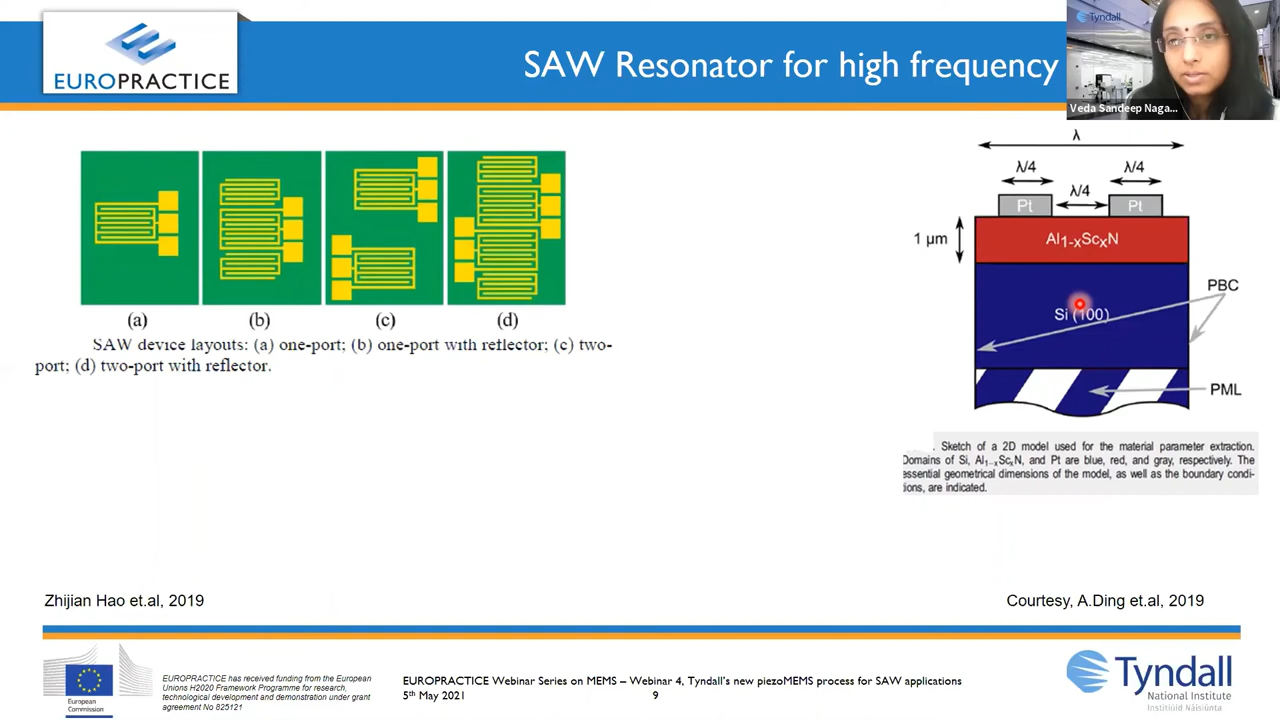 EUROPRACTICE
SAW Resonator for high frequency
Tyndall
Veda Sandeep Naga...
(a) (b) (c) (d)
SAW device layouts: (a) one-port; (b) one-port with reflector; (c) two-
port; (d) two-port with reflector.
λ
λ/4 λ/4
λ/4
Pt Pt
1 μm
Al1-xScxN
PBC
Si (100)
PML
. Sketch of a 2D model used for the material parameter extraction.
Domains of Si, Al1-xScxN, and Pt are blue, red, and gray, respectively. The
essential geometrical dimensions of the model, as well as the boundary condi-
tions, are indicated.
Zhijian Hao et.al, 2019
Courtesy, A.Ding et.al, 2019
European
Commission
EUROPRACTICE has received funding from the European
Unions H2020 Framework Programme for research,
technological development and demonstration under grant
agreement No 825121
EUROPRACTICE Webinar Series on MEMS – Webinar 4, Tyndall's new piezoMEMS process for SAW applications
5th May 2021 9
Tyndall
National Institute
Institiúid Náisiúnta